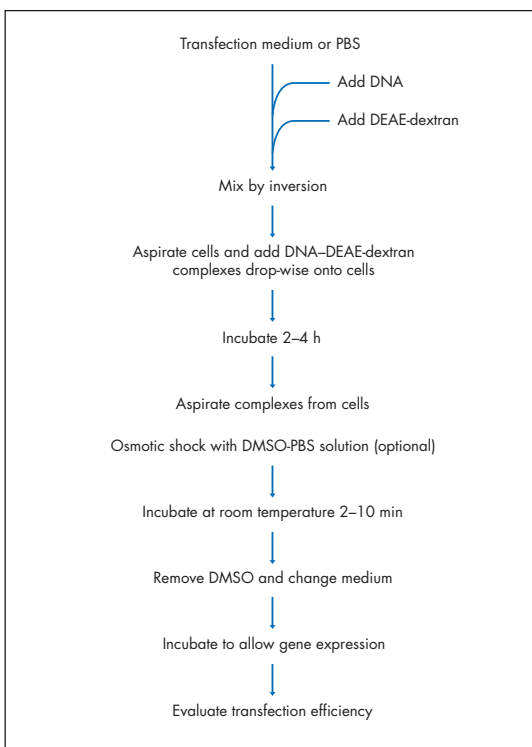 Transfection medium or PBS
Add DNA
Add DEAE-dextran
Mix by inversion
Aspirate cells and add DNA–DEAE-dextran
complexes drop-wise onto cells
Incubate 2–4 h
Aspirate complexes from cells
Osmotic shock with DMSO-PBS solution (optional)
Incubate at room temperature 2–10 min
Remove DMSO and change medium
Incubate to allow gene expression
Evaluate transfection efficiency